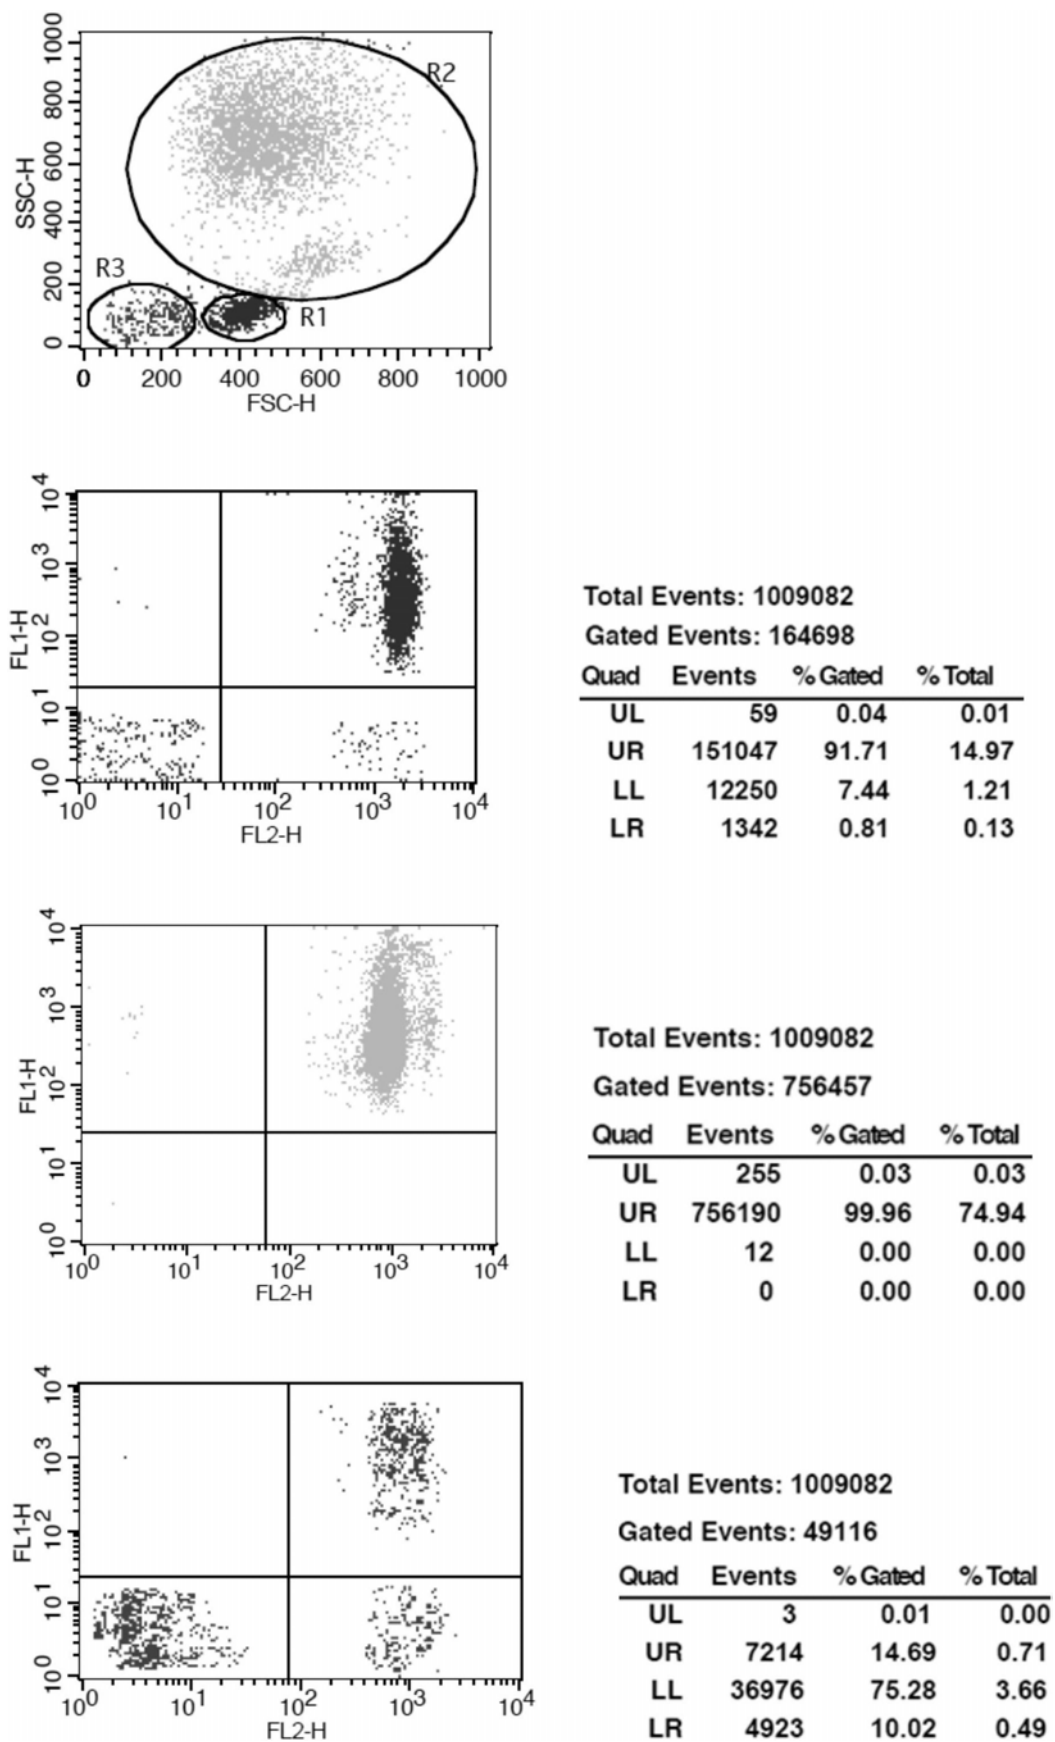 1000
800
600
400
200
0
SSC-H
R2
R3
R1
0 200 400 600 800 1000
FSC-H
10^4
10^3
10^2
10^1
10^0
FL1-H
10^0 10^1 10^2 10^3 10^4
FL2-H
Total Events: 1009082
Gated Events: 164698
Quad Events % Gated % Total
UL 59 0.04 0.01
UR 151047 91.71 14.97
LL 12250 7.44 1.21
LR 1342 0.81 0.13
10^4
10^3
10^2
10^1
10^0
FL1-H
10^0 10^1 10^2 10^3 10^4
FL2-H
Total Events: 1009082
Gated Events: 756457
Quad Events % Gated % Total
UL 255 0.03 0.03
UR 756190 99.96 74.94
LL 12 0.00 0.00
LR 0 0.00 0.00
10^4
10^3
10^2
10^1
10^0
FL1-H
10^0 10^1 10^2 10^3 10^4
FL2-H
Total Events: 1009082
Gated Events: 49116
Quad Events % Gated % Total
UL 3 0.01 0.00
UR 7214 14.69 0.71
LL 36976 75.28 3.66
LR 4923 10.02 0.49